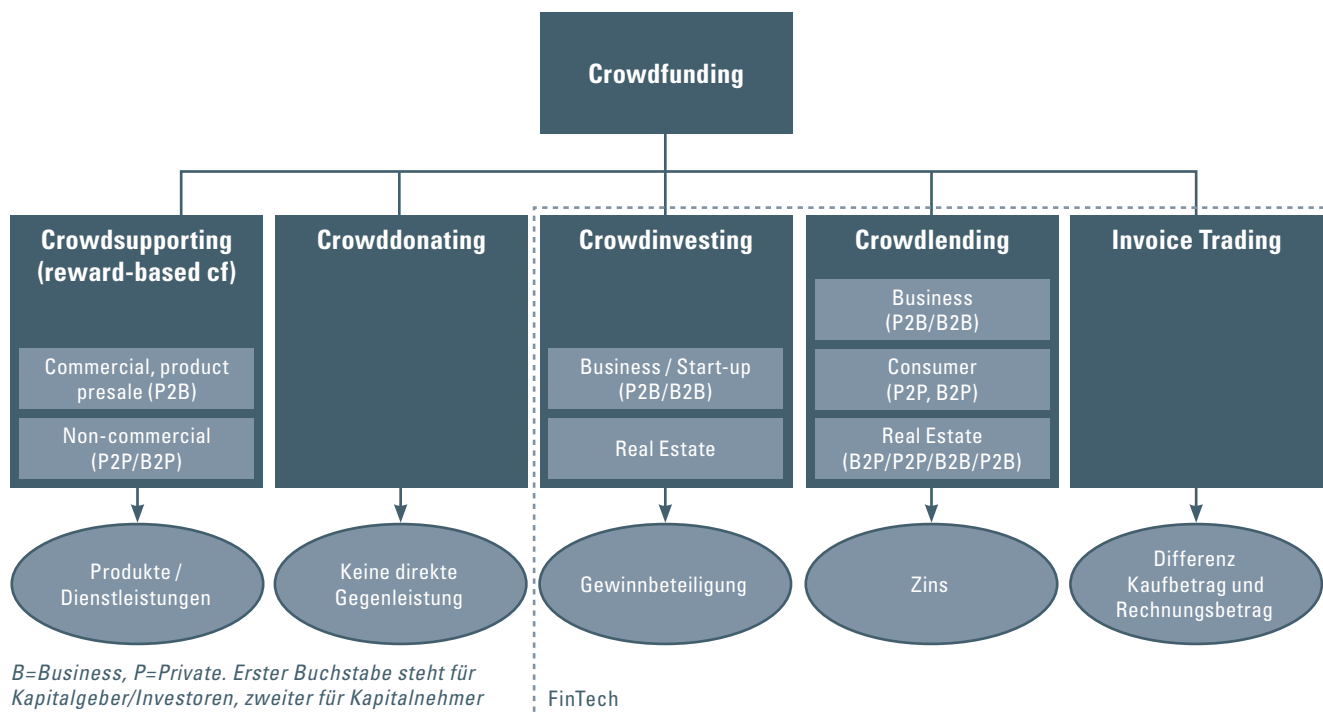 Crowdfunding
Crowdsupporting
(reward-based cf)
Commercial, product
presale (P2B)
Non-commercial
(P2P/B2P)
Produkte /
Dienstleistungen
Crowddonating
Keine direkte
Gegenleistung
Crowdinvesting
Business / Start-up
(P2B/B2B)
Real Estate
Gewinnbeteiligung
Crowdlending
Business
(P2B/B2B)
Consumer
(P2P, B2P)
Real Estate
(B2P/P2P/B2B/P2B)
Zins
Invoice Trading
Differenz
Kaufbetrag und
Rechnungsbetrag
B=Business, P=Private. Erster Buchstabe steht für
Kapitalgeber/Investoren, zweiter für Kapitalnehmer
FinTech